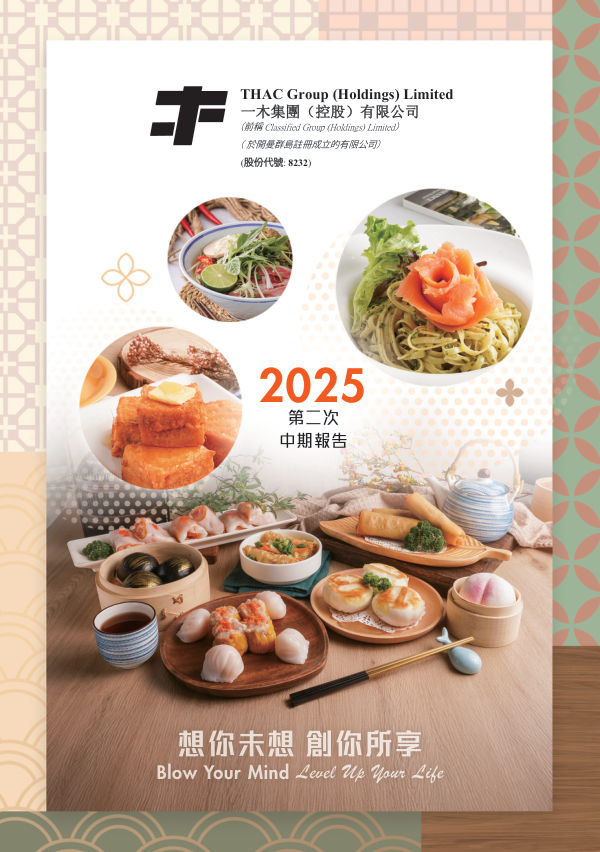 THAC Group (Holdings) Limited
一木集團（控股）有限公司
（前稱 Classified Group (Holdings) Limited）
（於開曼群島註冊成立的有限公司）
(股份代號: 8232)
2025
第二次
中期報告
想你未想 創你所享
Blow Your Mind Level Up Your Life